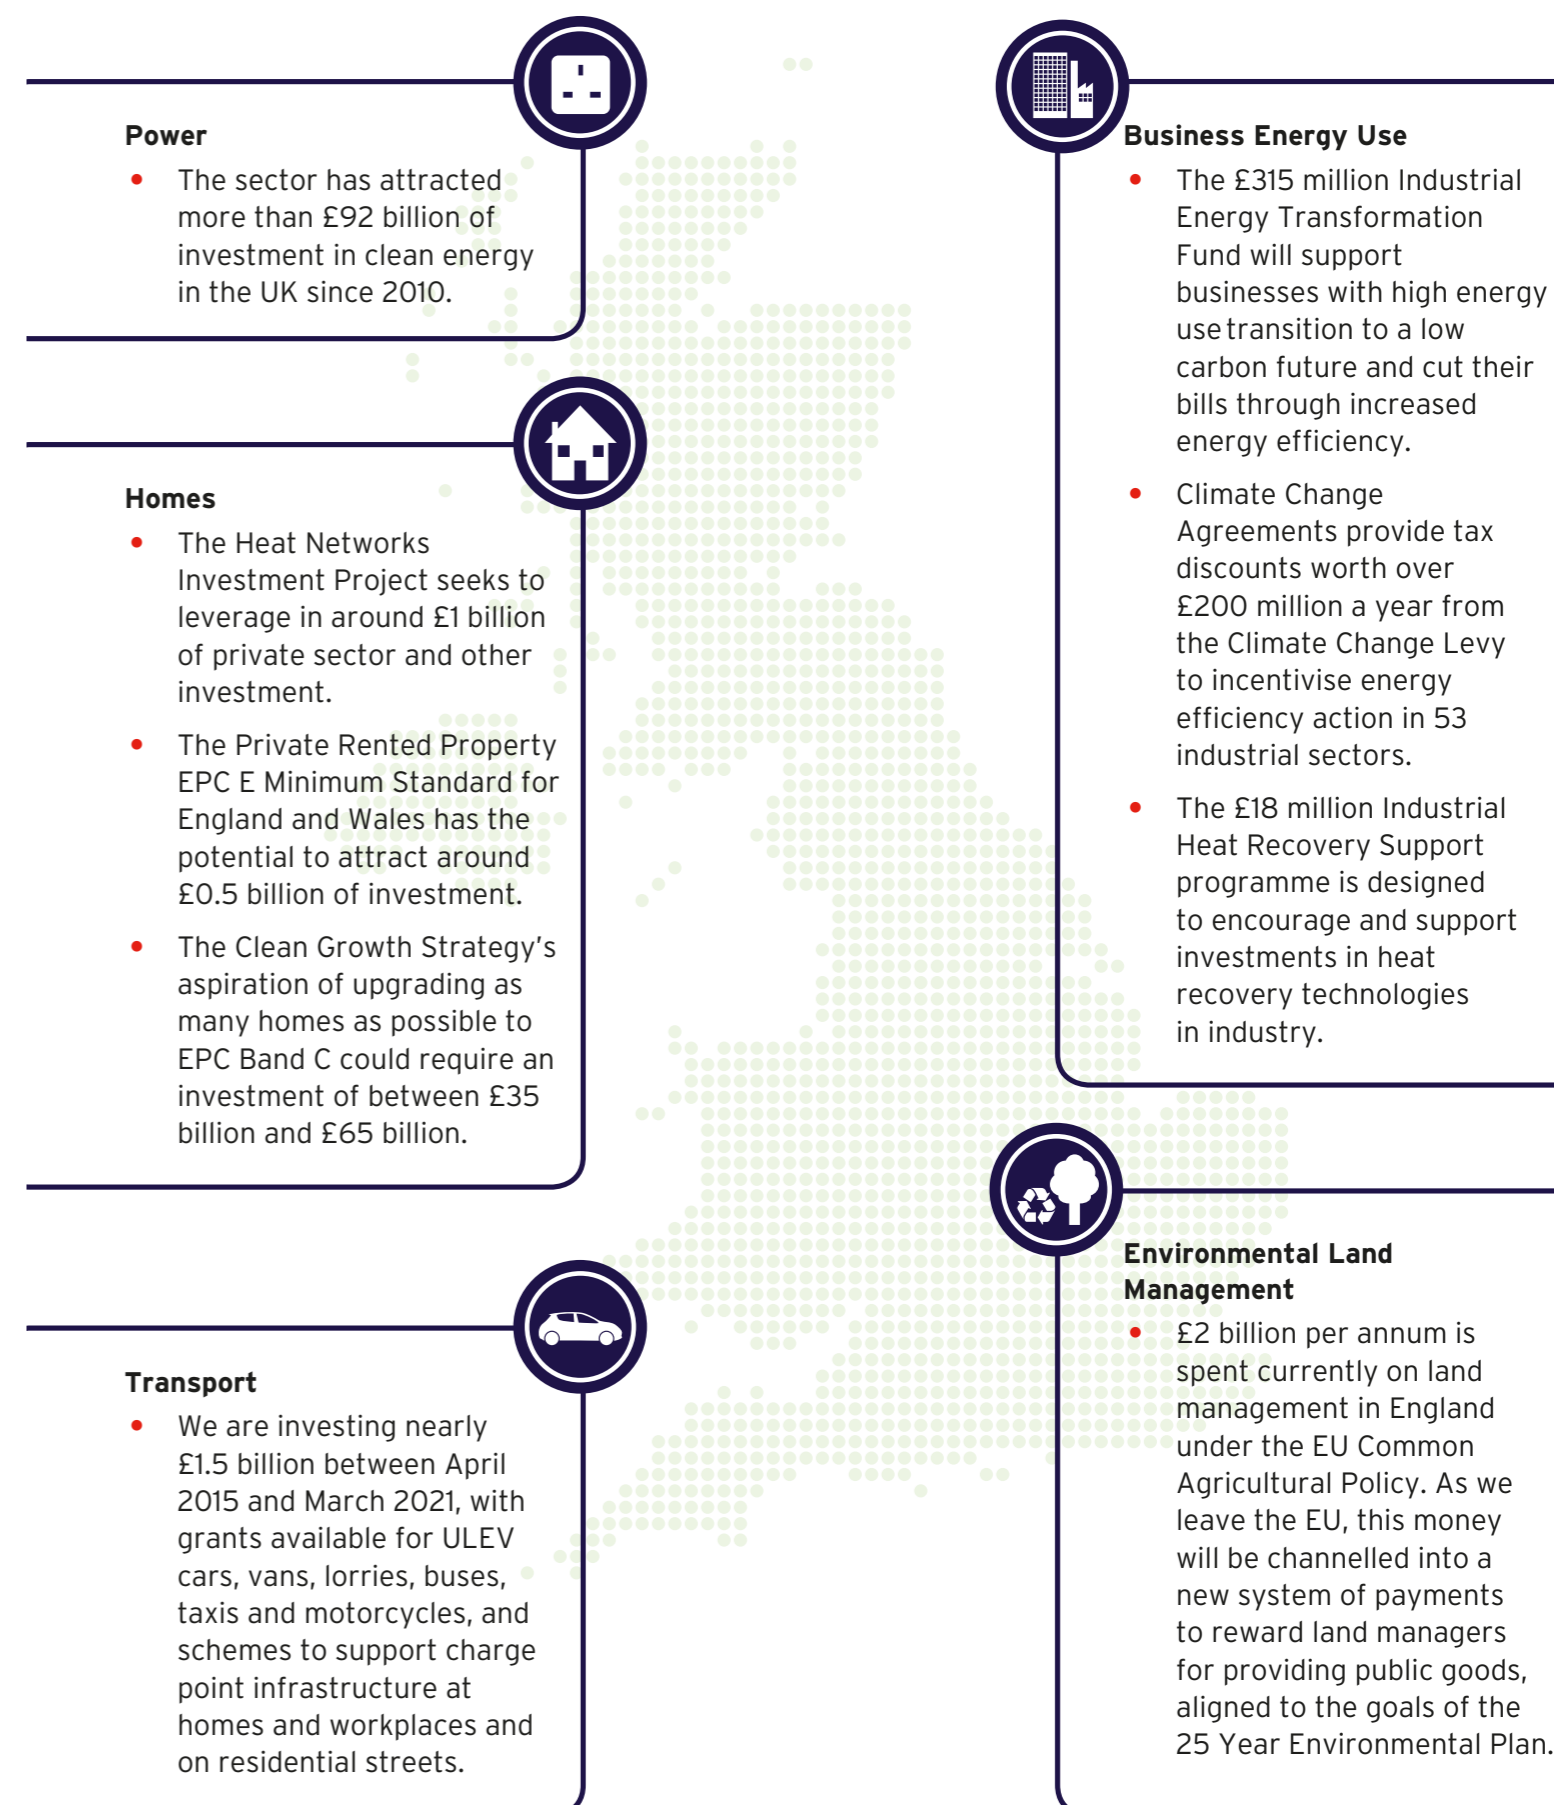 Power
• The sector has attracted
more than £92 billion of
investment in clean energy
in the UK since 2010.
Homes
• The Heat Networks
Investment Project seeks to
leverage in around £1 billion
of private sector and other
investment.
• The Private Rented Property
EPC E Minimum Standard for
England and Wales has the
potential to attract around
£0.5 billion of investment.
• The Clean Growth Strategy’s
aspiration of upgrading as
many homes as possible to
EPC Band C could require an
investment of between £35
billion and £65 billion.
Transport
• We are investing nearly
£1.5 billion between April
2015 and March 2021, with
grants available for ULEV
cars, vans, lorries, buses,
taxis and motorcycles, and
schemes to support charge
point infrastructure at
homes and workplaces and
on residential streets.
Business Energy Use
• The £315 million Industrial
Energy Transformation
Fund will support
businesses with high energy
use transition to a low
carbon future and cut their
bills through increased
energy efficiency.
• Climate Change
Agreements provide tax
discounts worth over
£200 million a year from
the Climate Change Levy
to incentivise energy
efficiency action in 53
industrial sectors.
• The £18 million Industrial
Heat Recovery Support
programme is designed
to encourage and support
investments in heat
recovery technologies
in industry.
Environmental Land
Management
• £2 billion per annum is
spent currently on land
management in England
under the EU Common
Agricultural Policy. As we
leave the EU, this money
will be channelled into a
new system of payments
to reward land managers
for providing public goods,
aligned to the goals of the
25 Year Environmental Plan.